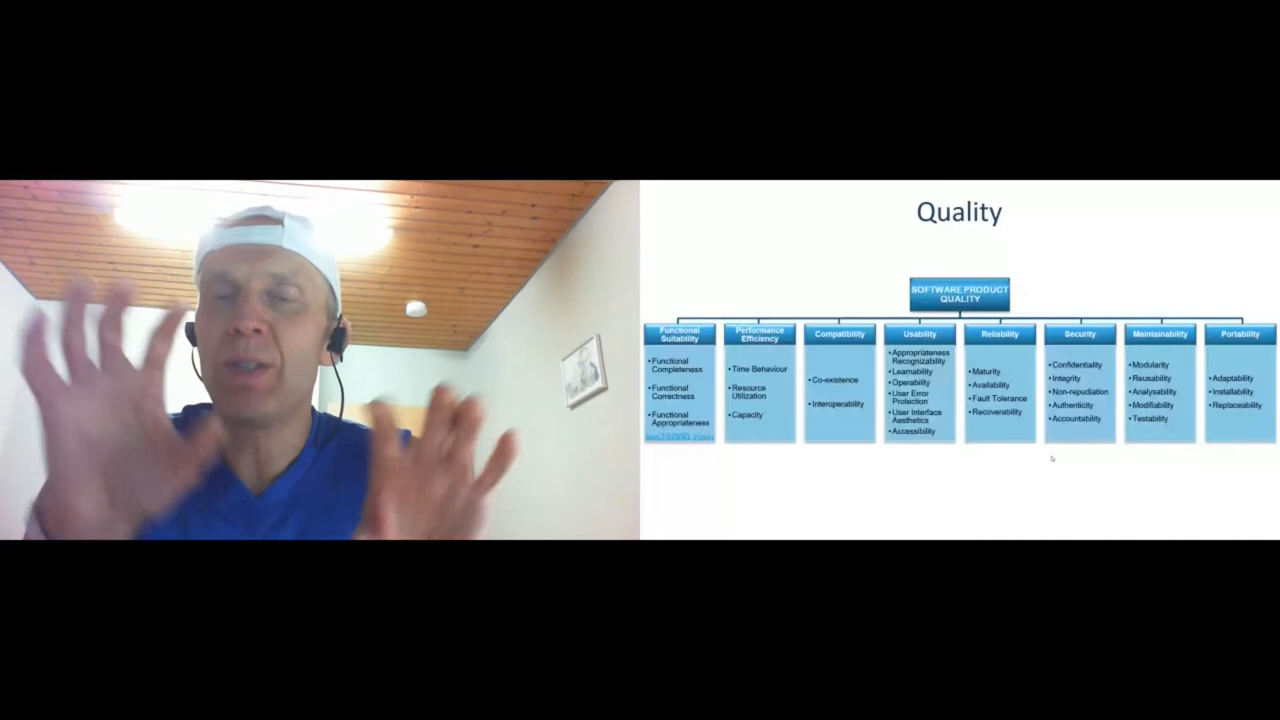 Quality
SOFTWARE PRODUCT
QUALITY
Functional
Suitability
• Functional
Completeness
• Functional
Correctness
• Functional
Appropriateness
iso25000.com
Performance
Efficiency
• Time Behaviour
• Resource
Utilization
• Capacity
Compatibility
• Co-existence
• Interoperability
Usability
• Appropriateness
Recognizability
• Learnability
• Operability
• User Error
Protection
• User Interface
Aesthetics
• Accessibility
Reliability
• Maturity
• Availability
• Fault Tolerance
• Recoverability
Security
• Confidentiality
• Integrity
• Non-repudiation
• Authenticity
• Accountability
Maintainability
• Modularity
• Reusability
• Analysability
• Modifiability
• Testability
Portability
• Adaptability
• Installability
• Replaceability